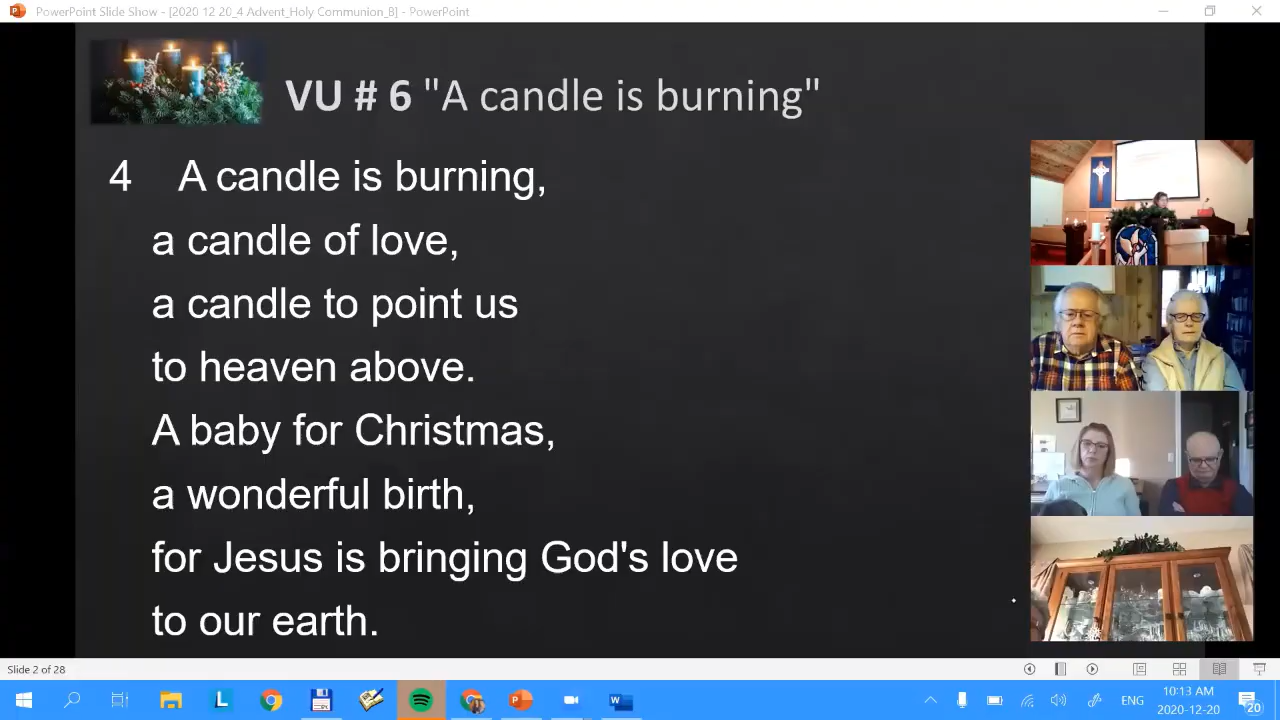 PowerPoint Slide Show - [2020 12 20_4 Advent_Holy Communion_B] - PowerPoint
VU # 6 "A candle is burning"
4 A candle is burning,
a candle of love,
a candle to point us
to heaven above.
A baby for Christmas,
a wonderful birth,
for Jesus is bringing God's love
to our earth.
Slide 2 of 28
ENG
10:13 AM
2020-12-20
20